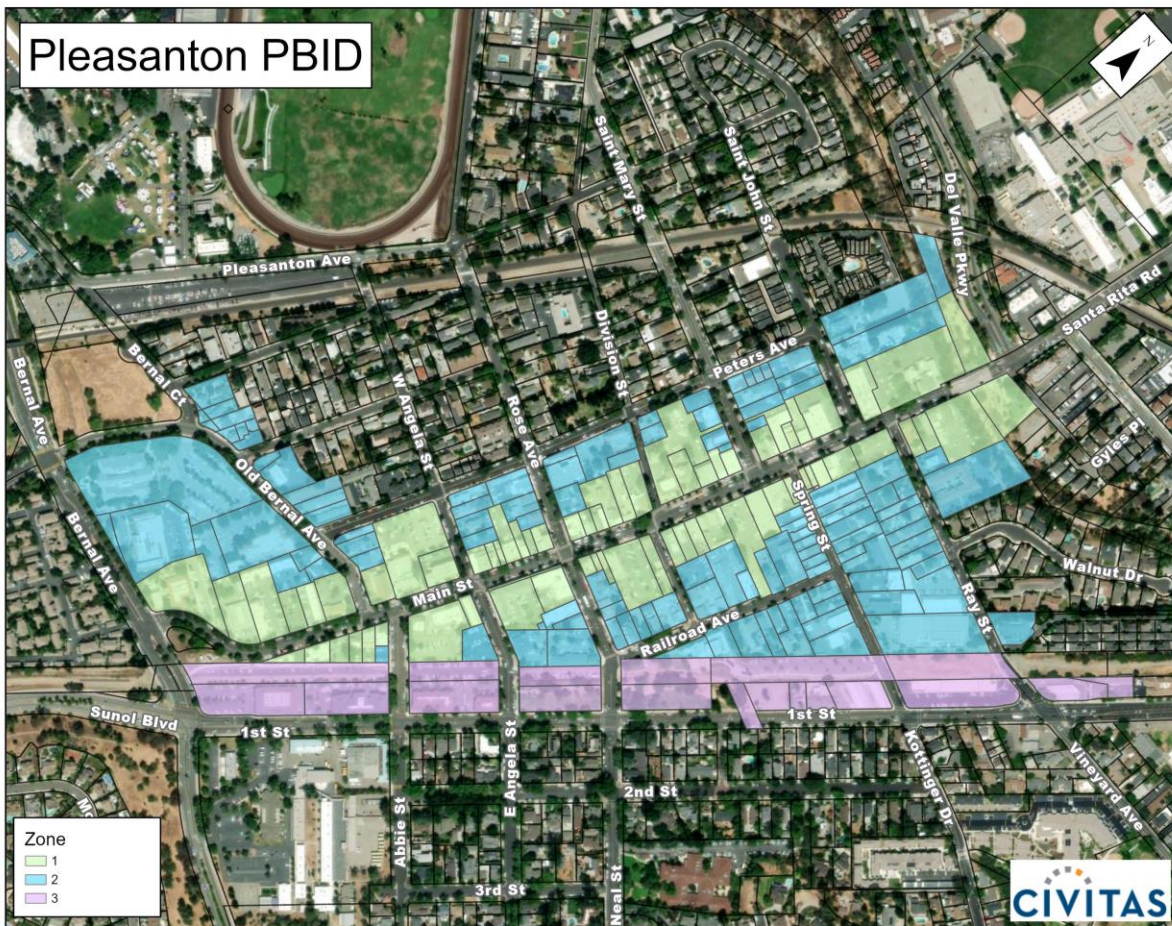 Pleasanton PBID
N
Saint Mary St
Saint John St
Del Valle Pkwy
Pleasanton Ave
Santa Rita Rd
Bernal Ave
Bernal Ct
W Angela St
Rose Ave
Division St
Peters Ave
Gyles Pl
Old Bernal Ave
Spring St
Bernal Ave
Main St
Walnut Dr
Ray St
Railroad Ave
Sunol Blvd
1st St
1st St
Abbie St
E Angela St
2nd St
Kottinger Dr
Vineyard Ave
3rd St
Neal St
Zone
1
2
3
CIVITAS